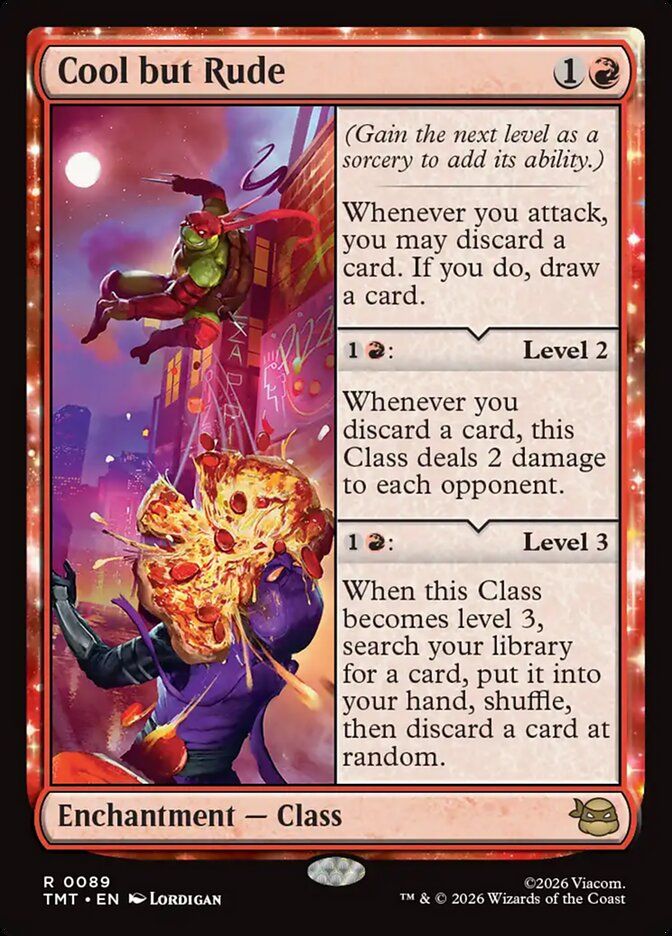 Cool but Rude
1
(Gain the next level as a
sorcery to add its ability.)
Whenever you attack,
you may discard a
card. If you do, draw
a card.
1 : Level 2
Whenever you
discard a card, this
Class deals 2 damage
to each opponent.
1 : Level 3
When this Class
becomes level 3,
search your library
for a card, put it into
your hand, shuffle,
then discard a card at
random.
Enchantment — Class
R 0089
TMT • EN LORDIGAN
©2026 Viacom.
™ & © 2026 Wizards of the Coast